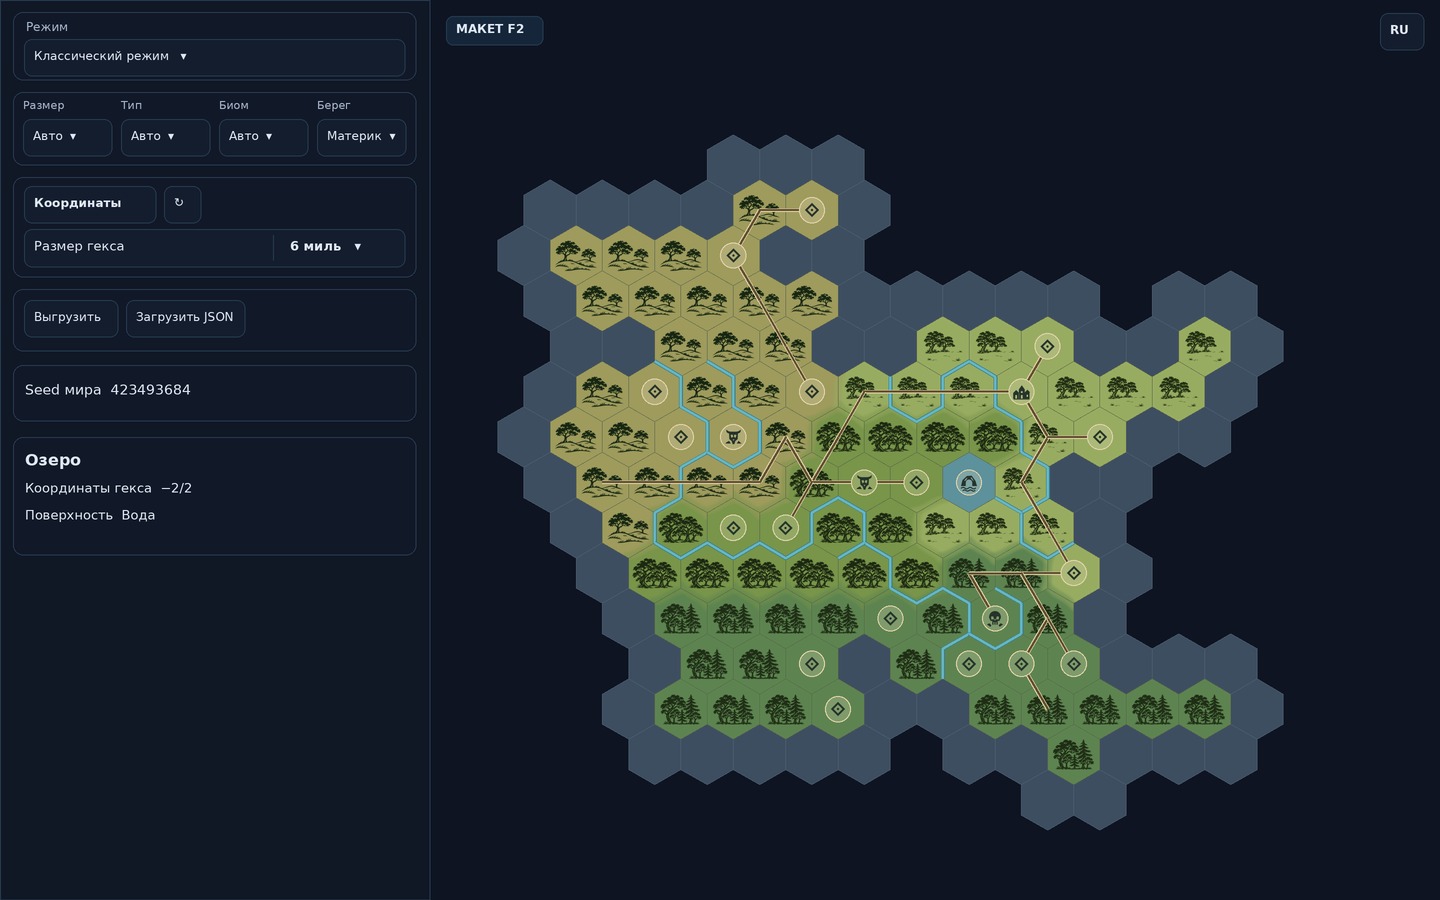 Режим
Классический режим ▼
Размер Тип Биом Берег
Авто ▼ Авто ▼ Авто ▼ Материк ▼
Координаты ↻
Размер гекса 6 миль ▼
Выгрузить Загрузить JSON
Seed мира 423493684
Озеро
Координаты гекса −2/2
Поверхность Вода
МАКЕТ F2
RU